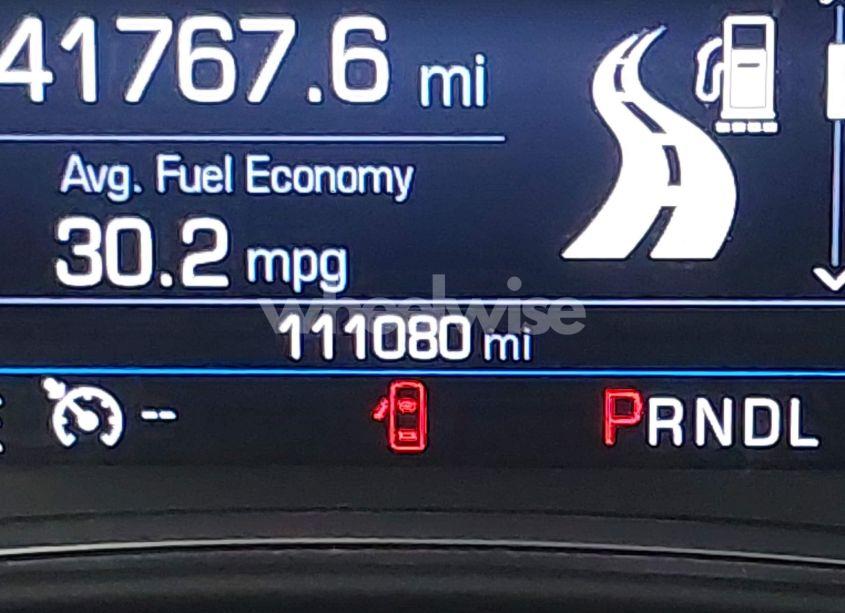 41767.6 mi
Avg. Fuel Economy
30.2 mpg
wheelwise
111080 mi
--
PRNDL